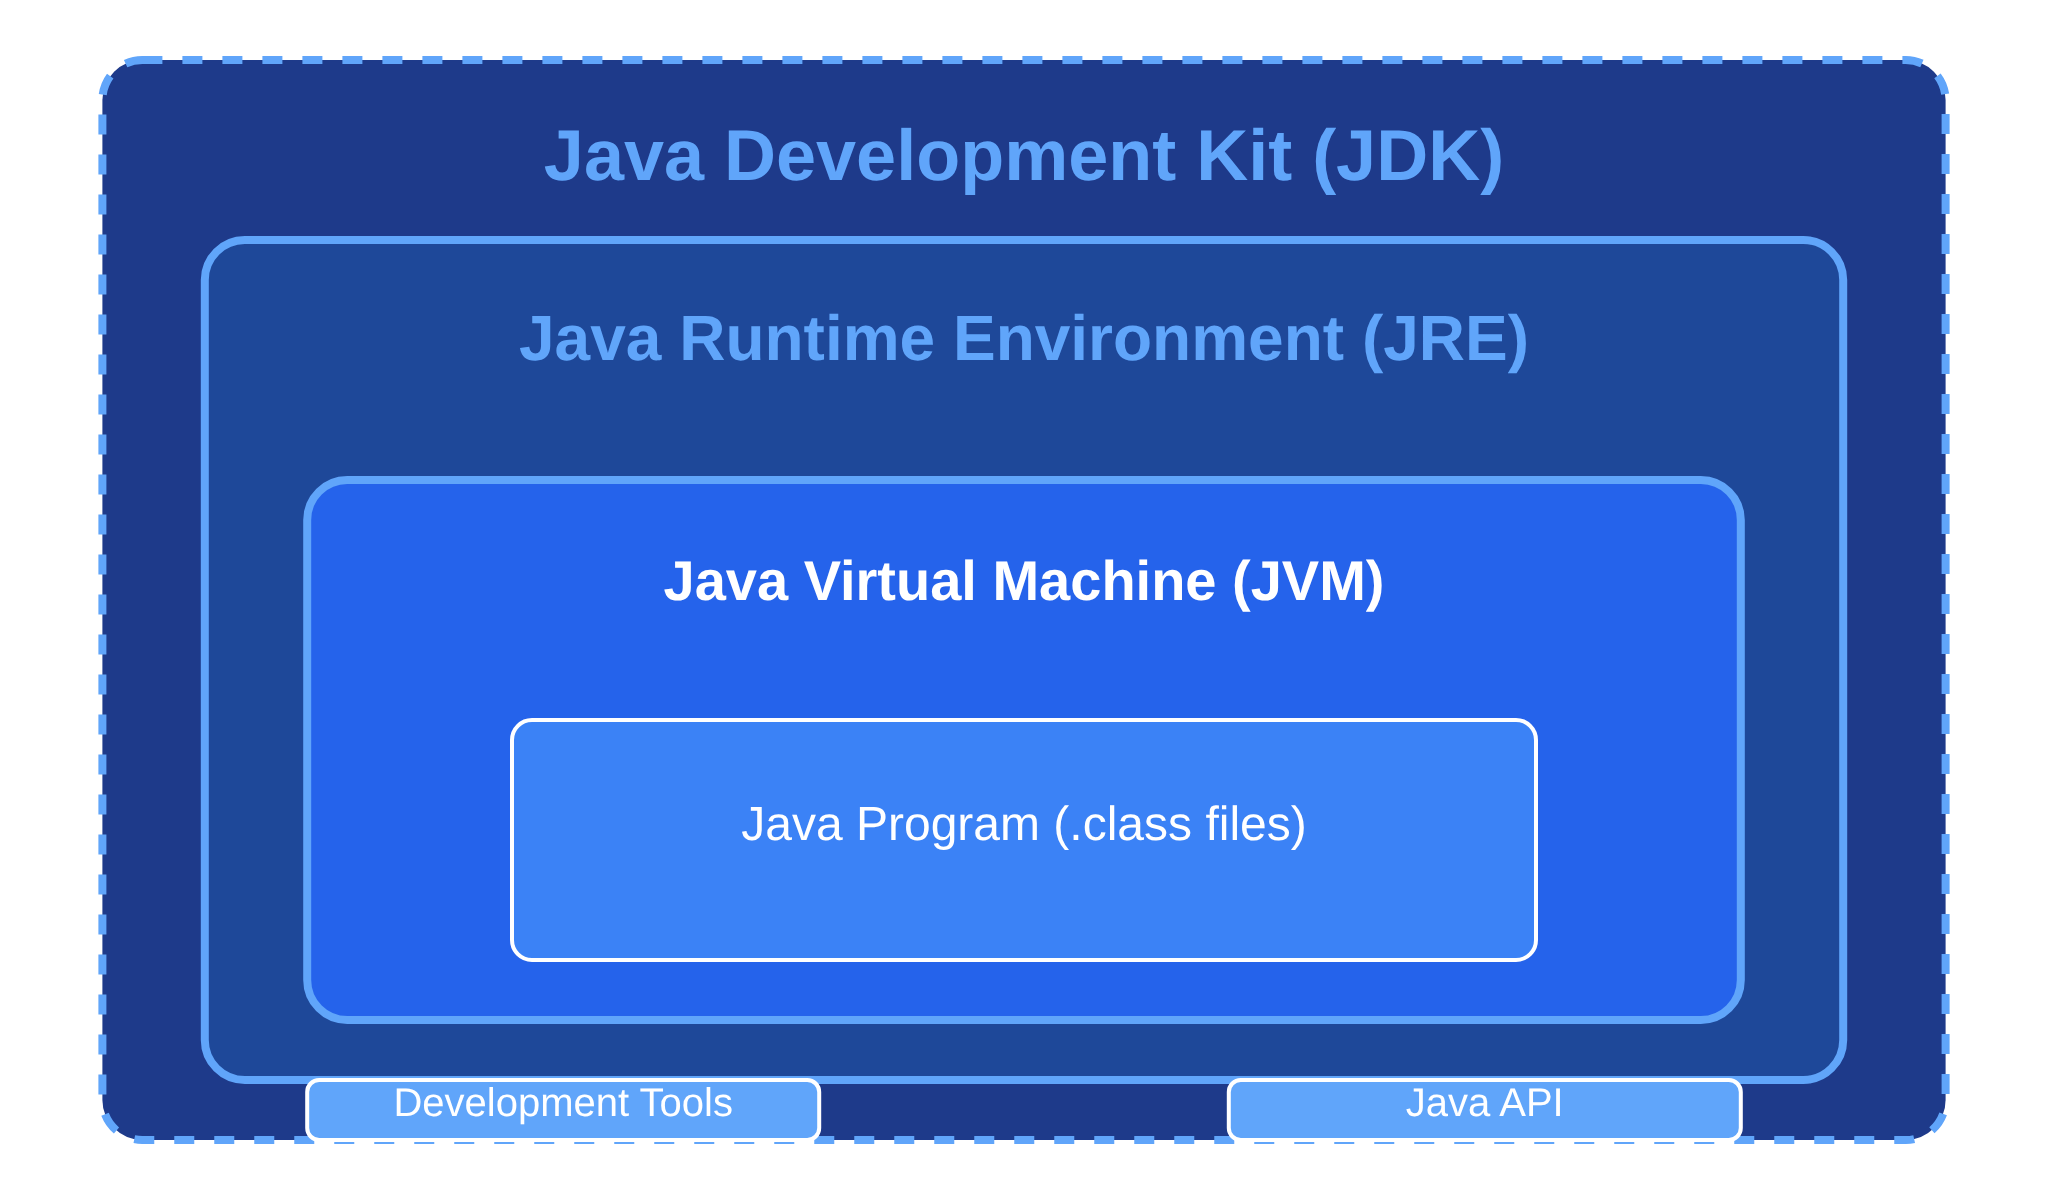 Java Development Kit (JDK)
Java Runtime Environment (JRE)
Java Virtual Machine (JVM)
Java Program (.class files)
Development Tools
Java API